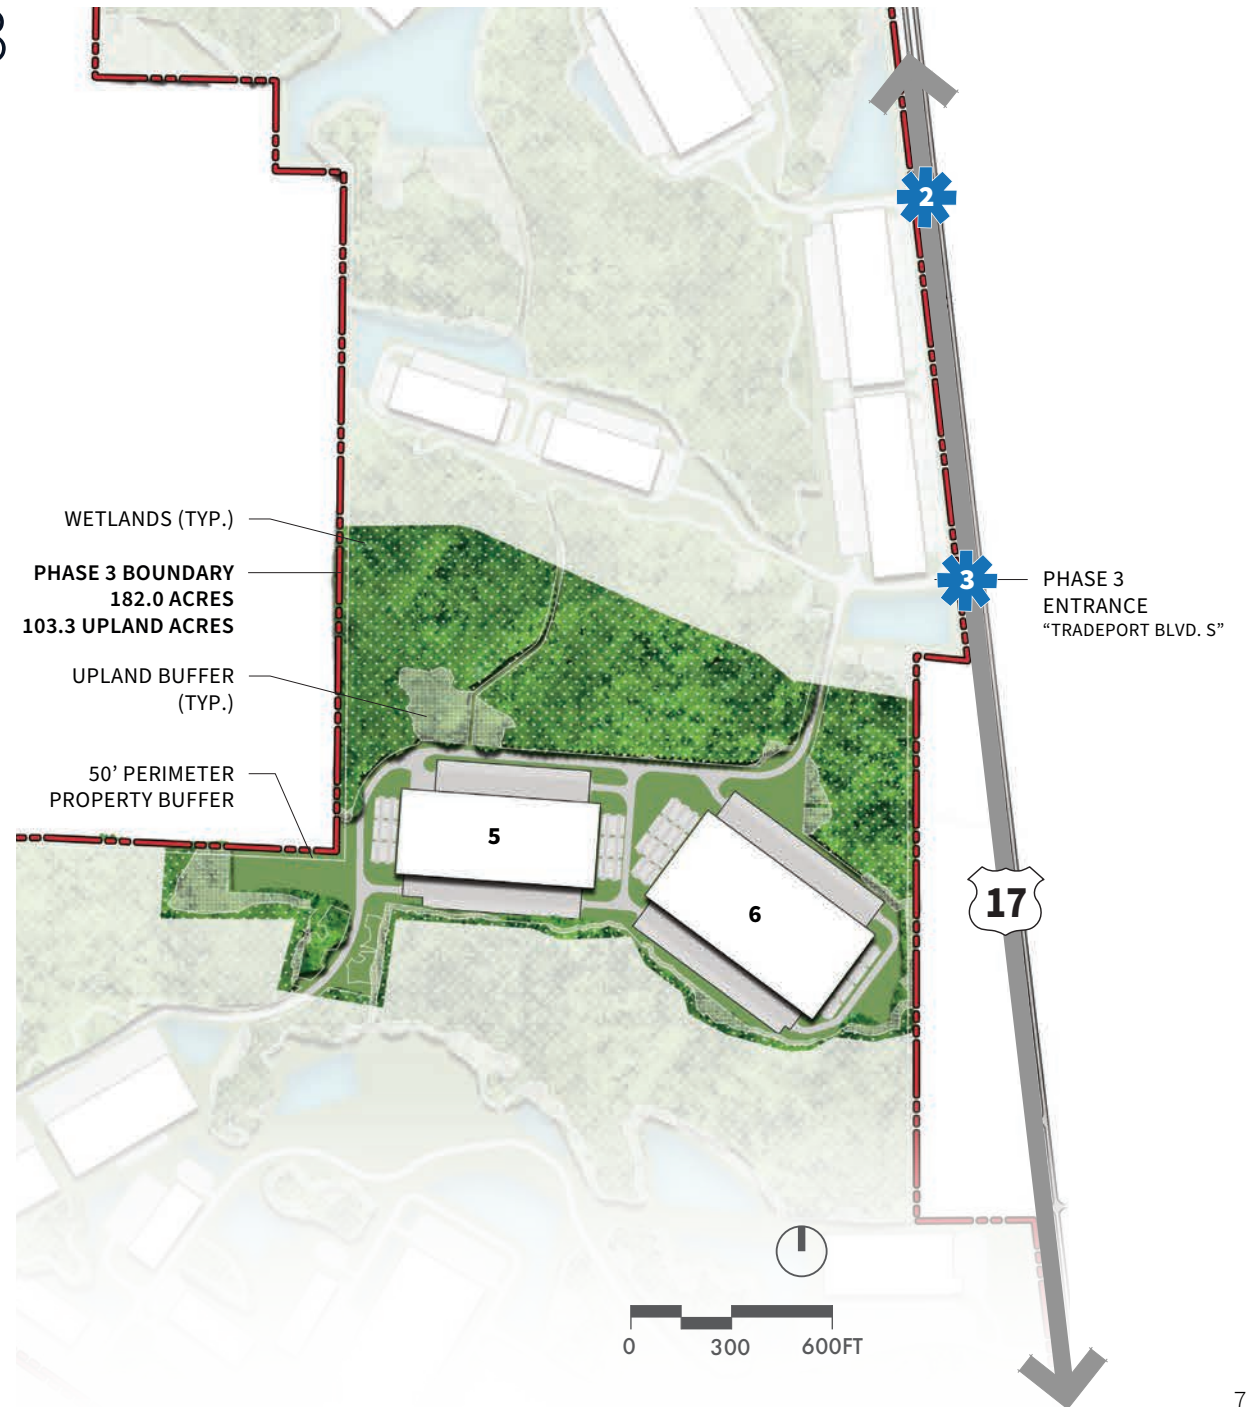 2
WETLANDS (TYP.)
PHASE 3 BOUNDARY
182.0 ACRES
103.3 UPLAND ACRES
3
PHASE 3
ENTRANCE
“TRADEPORT BLVD. S”
UPLAND BUFFER
(TYP.)
50’ PERIMETER
PROPERTY BUFFER
5
6
17
0 300 600FT
7